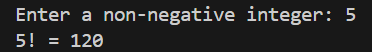 Enter a non-negative integer: 5
5! = 120